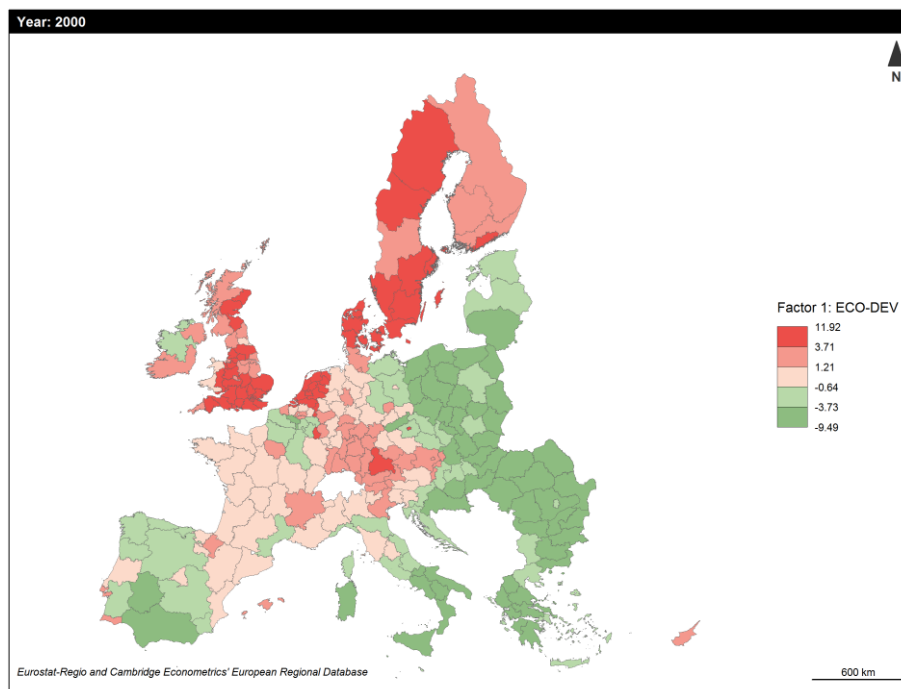 Year: 2000
N
Factor 1: ECO-DEV
11.92
3.71
1.21
-0.64
-3.73
-9.49
Eurostat-Regio and Cambridge Econometrics' European Regional Database
600 km